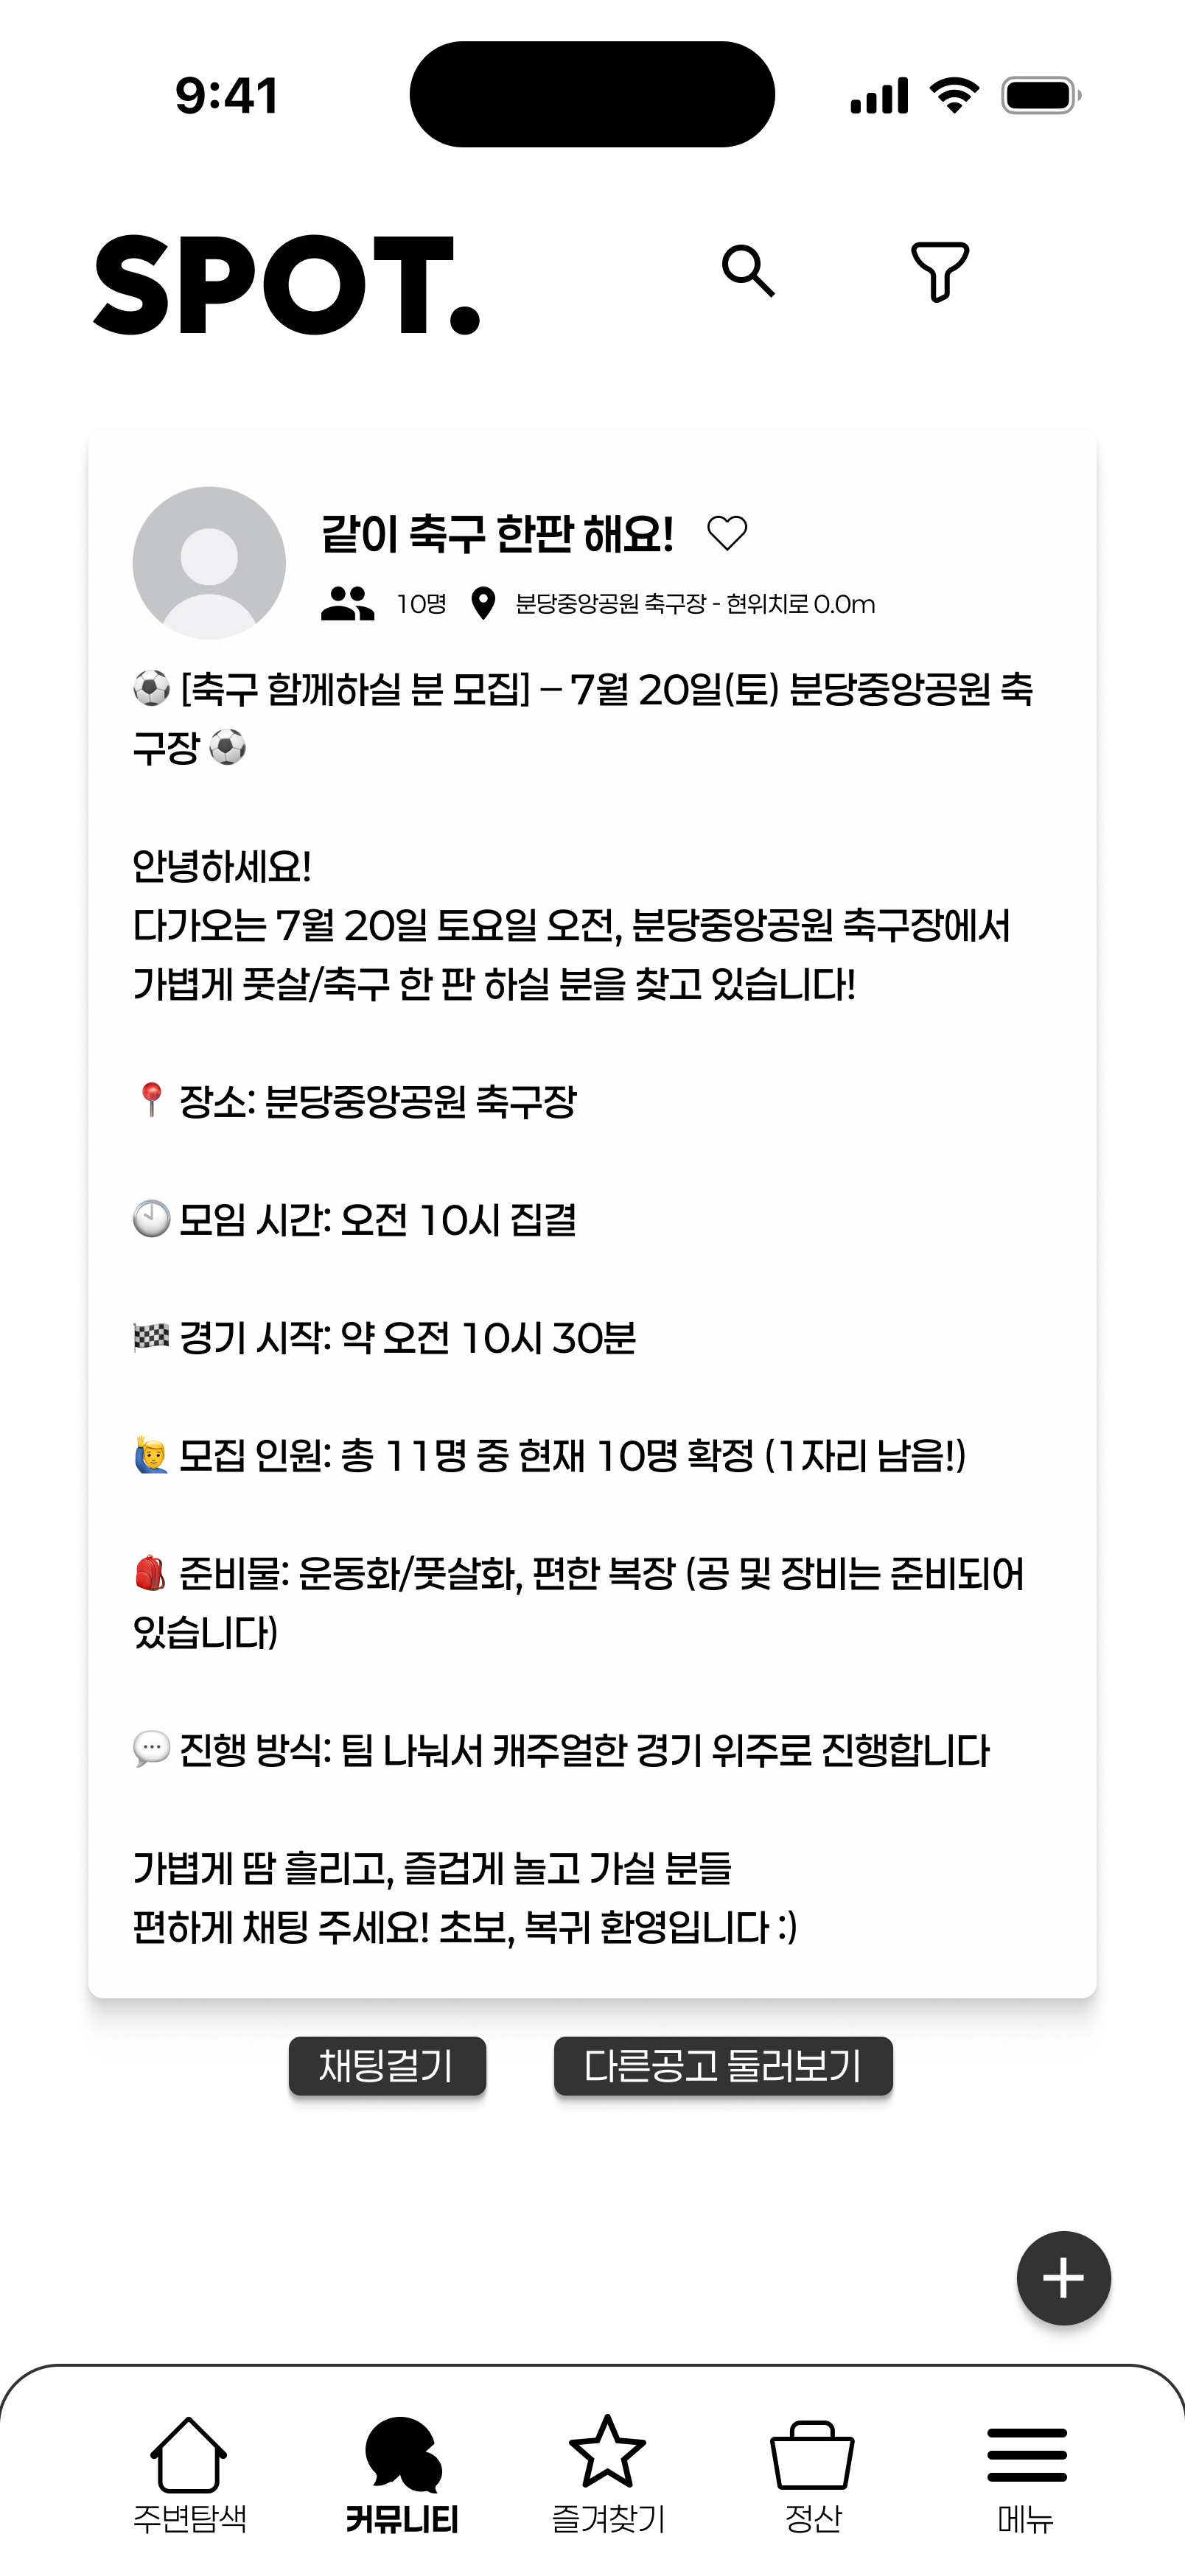 9:41
SPOT.
같이 축구 한판 해요!
10명 분당중앙공원 축구장 - 현위치로 0.0m
⚽ [축구 함께하실 분 모집] – 7월 20일(토) 분당중앙공원 축
구장 ⚽
안녕하세요!
다가오는 7월 20일 토요일 오전, 분당중앙공원 축구장에서
가볍게 풋살/축구 한 판 하실 분을 찾고 있습니다!
📍 장소: 분당중앙공원 축구장
🕙 모임 시간: 오전 10시 집결
🏁 경기 시작: 약 오전 10시 30분
🙋‍♂️ 모집 인원: 총 11명 중 현재 10명 확정 (1자리 남음!)
🎒 준비물: 운동화/풋살화, 편한 복장 (공 및 장비는 준비되어
있습니다)
💬 진행 방식: 팀 나눠서 캐주얼한 경기 위주로 진행합니다
가볍게 땀 흘리고, 즐겁게 놀고 가실 분들
편하게 채팅 주세요! 초보, 복귀 환영입니다 :)
채팅걸기 다른공고 둘러보기
주변탐색 커뮤니티 즐겨찾기 정산 메뉴